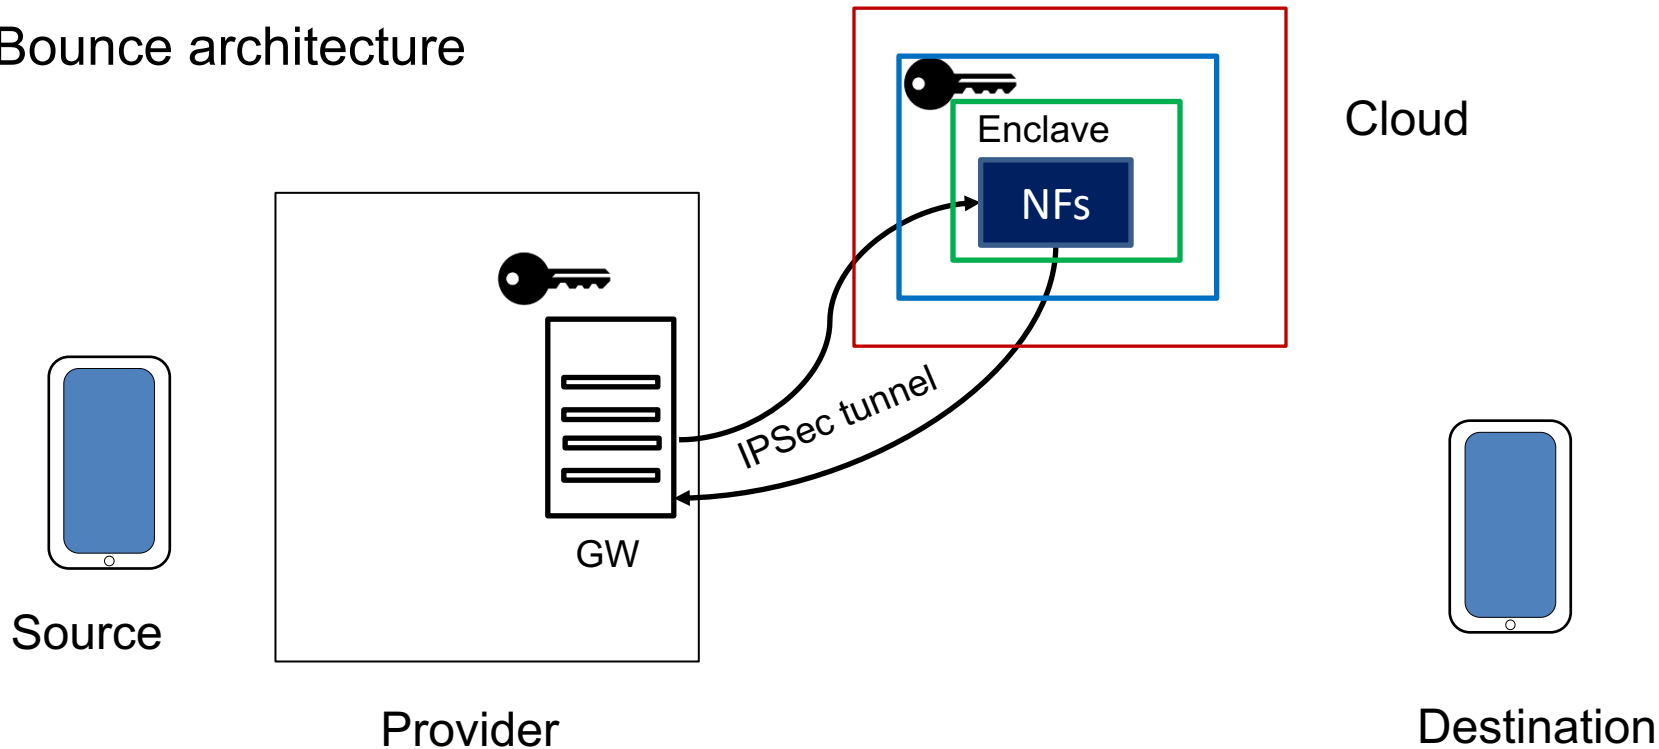 Bounce architecture
Cloud
Enclave
NFs
IPSec tunnel
GW
Source
Provider
Destination